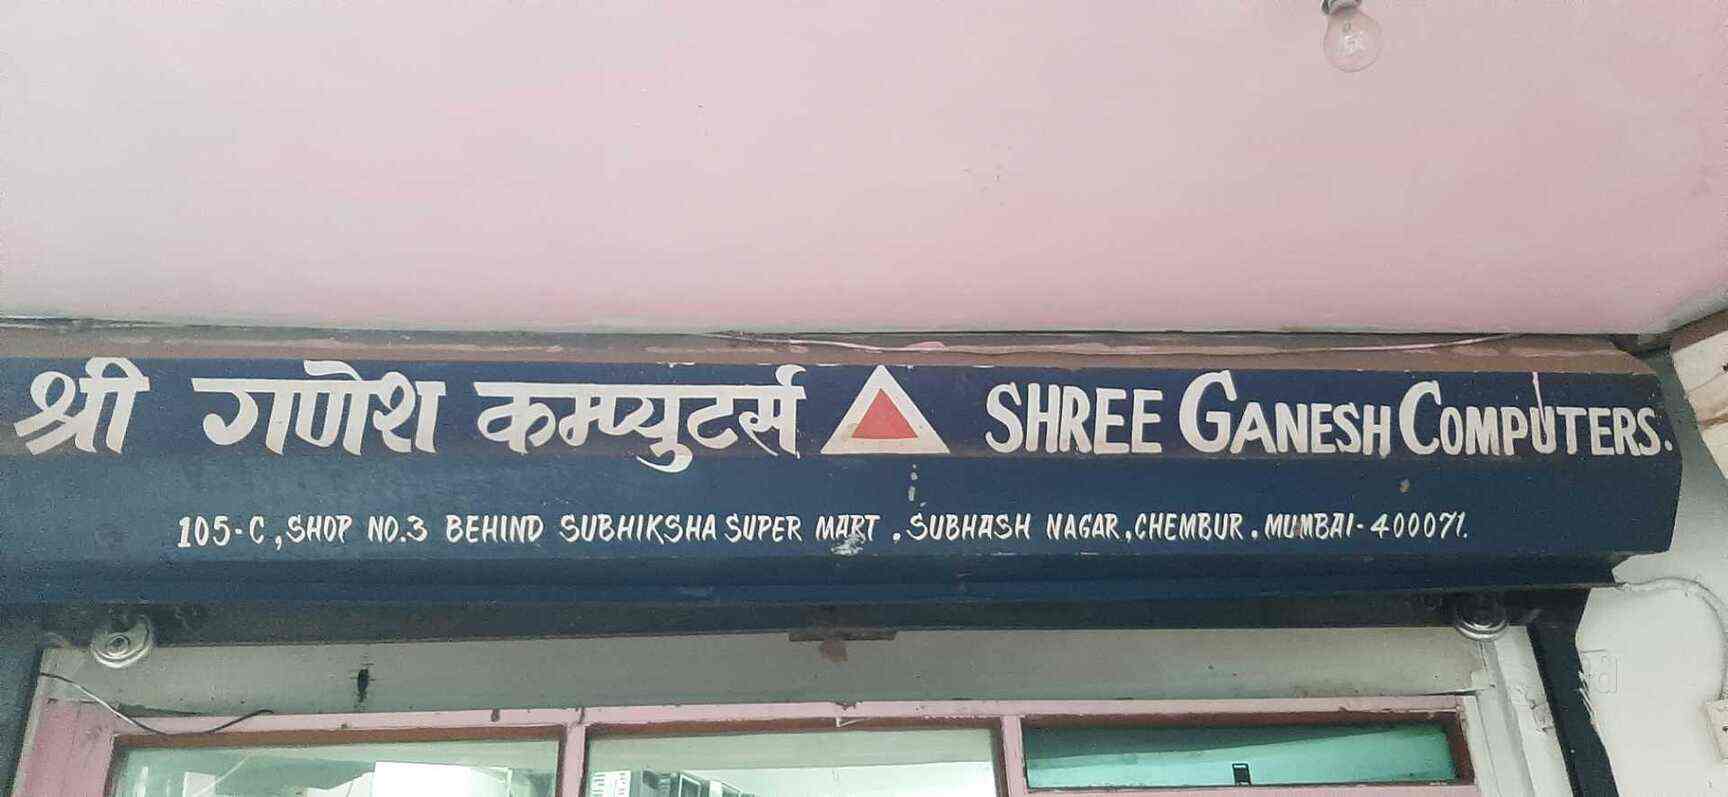 श्री गणेश कम्प्युटर्स SHREE GANESH COMPUTERS.
105-C, SHOP NO.3 BEHIND SUBHIKSHA SUPER MART . SUBHASH NAGAR, CHEMBUR . MUMBAI-400071.